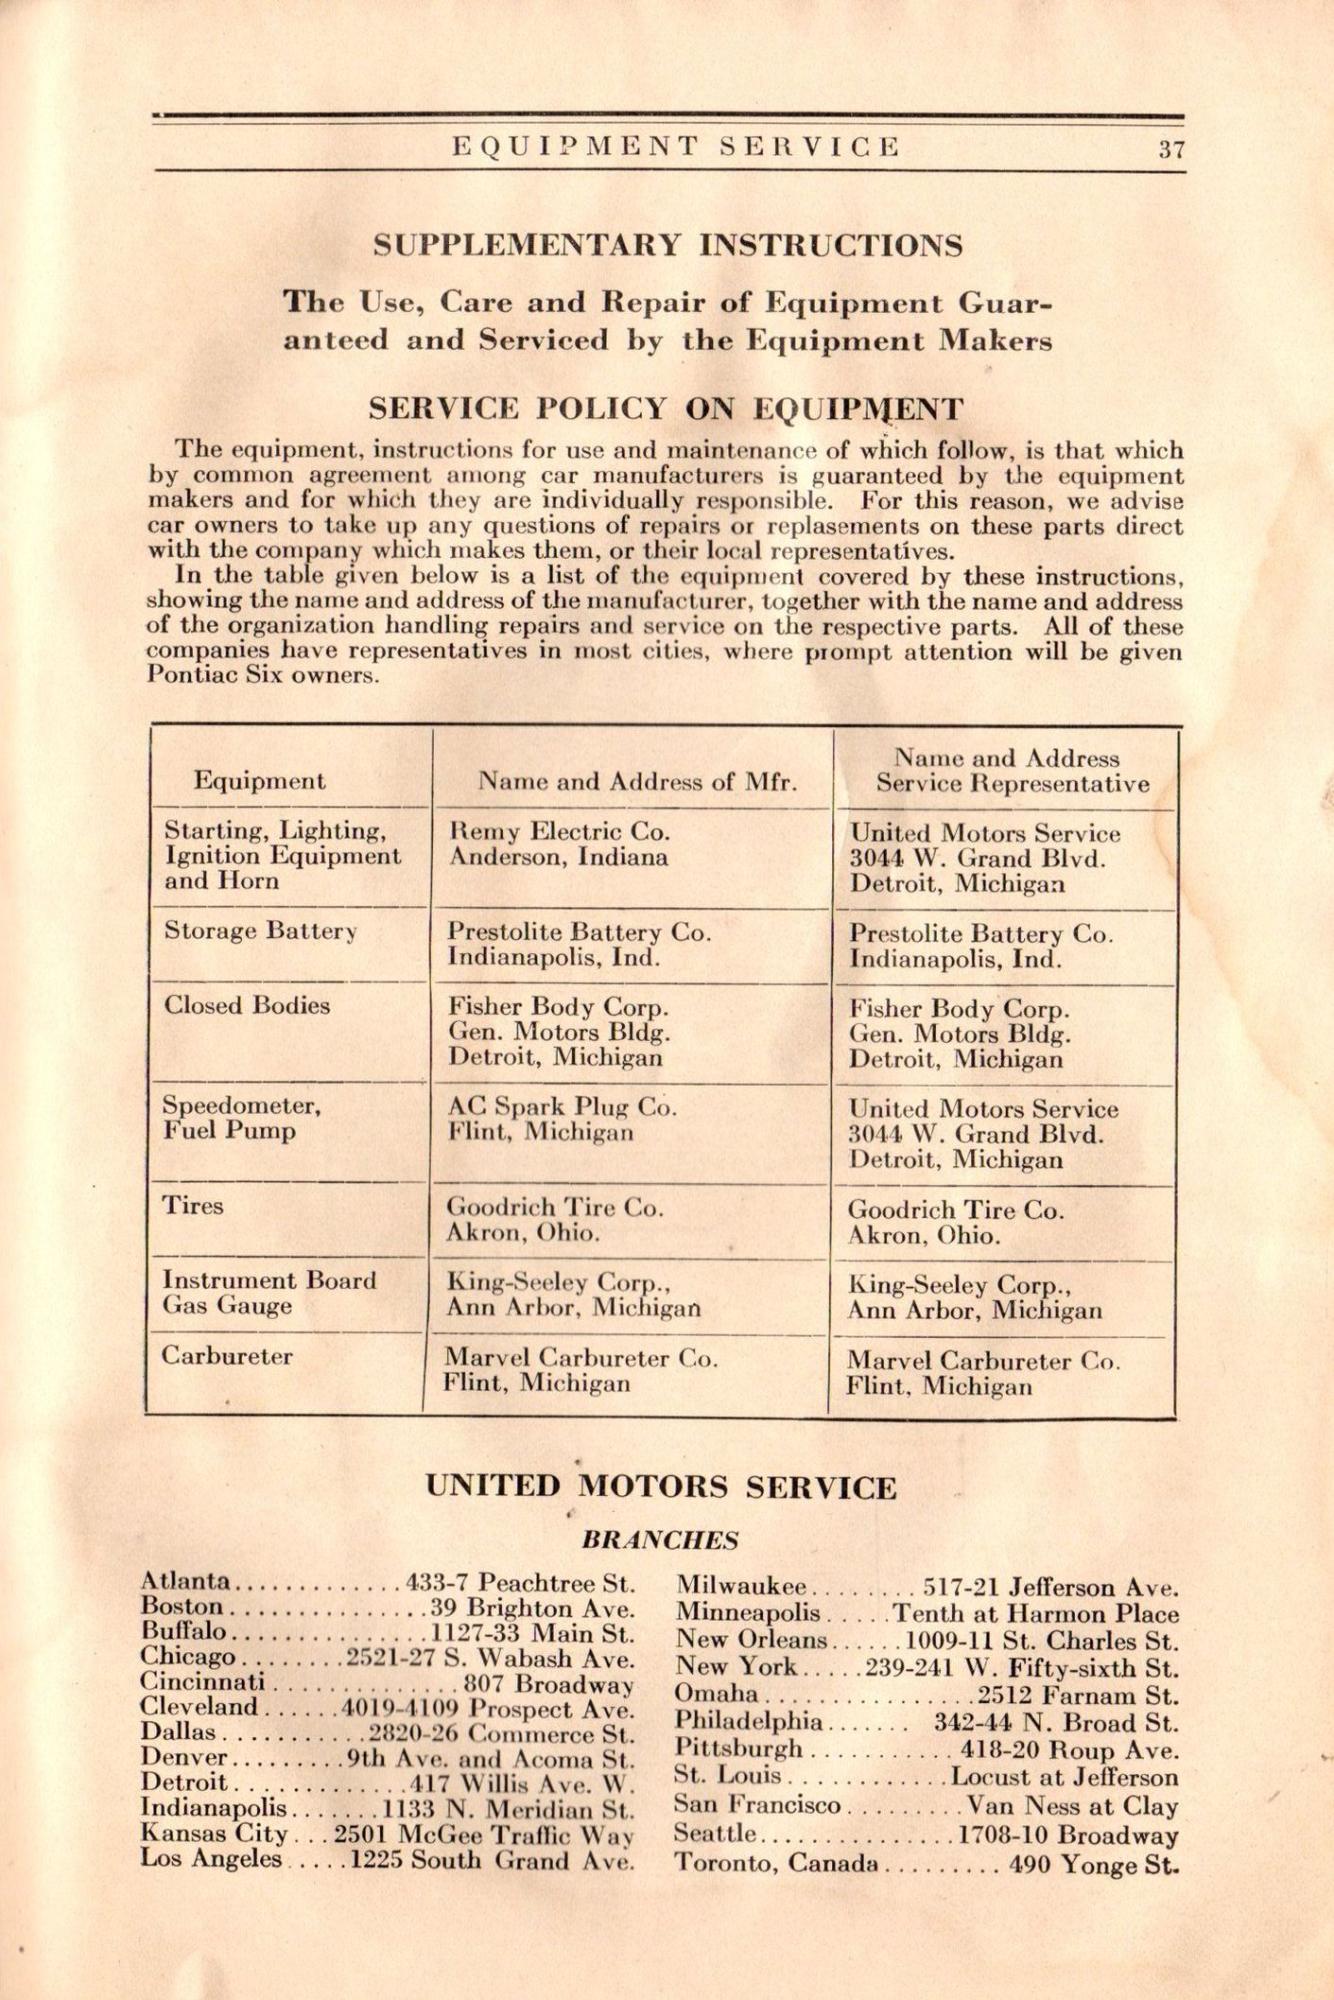 EQUIPMENT SERVICE 37
SUPPLEMENTARY INSTRUCTIONS
The Use, Care and Repair of Equipment Guar-
anteed and Serviced by the Equipment Makers
SERVICE POLICY ON EQUIPMENT
The equipment, instructions for use and maintenance of which follow, is that which
by common agreement among car manufacturers is guaranteed by the equipment
makers and for which they are individually responsible. For this reason, we advise
car owners to take up any questions of repairs or replasements on these parts direct
with the company which makes them, or their local representatives.
In the table given below is a list of the equipment covered by these instructions,
showing the name and address of the manufacturer, together with the name and address
of the organization handling repairs and service on the respective parts. All of these
companies have representatives in most cities, where prompt attention will be given
Pontiac Six owners.
Equipment
Name and Address of Mfr.
Name and Address
Service Representative
Starting, Lighting,
Ignition Equipment
and Horn
Remy Electric Co.
Anderson, Indiana
United Motors Service
3044 W. Grand Blvd.
Detroit, Michigan
Storage Battery
Prestolite Battery Co.
Indianapolis, Ind.
Prestolite Battery Co.
Indianapolis, Ind.
Closed Bodies
Fisher Body Corp.
Gen. Motors Bldg.
Detroit, Michigan
Fisher Body Corp.
Gen. Motors Bldg.
Detroit, Michigan
Speedometer,
Fuel Pump
AC Spark Plug Co.
Flint, Michigan
United Motors Service
3044 W. Grand Blvd.
Detroit, Michigan
Tires
Goodrich Tire Co.
Akron, Ohio.
Goodrich Tire Co.
Akron, Ohio.
Instrument Board
Gas Gauge
King-Seeley Corp.,
Ann Arbor, Michigan
King-Seeley Corp.,
Ann Arbor, Michigan
Carbureter
Marvel Carbureter Co.
Flint, Michigan
Marvel Carbureter Co.
Flint, Michigan
UNITED MOTORS SERVICE
BRANCHES
Atlanta.............433-7 Peachtree St.
Boston...............39 Brighton Ave.
Buffalo...............1127-33 Main St.
Chicago........2521-27 S. Wabash Ave.
Cincinnati..............807 Broadway
Cleveland......4019-4109 Prospect Ave.
Dallas...........2820-26 Commerce St.
Denver.........9th Ave. and Acoma St.
Detroit.............417 Willis Ave. W.
Indianapolis.......1133 N. Meridian St.
Kansas City...2501 McGee Traffic Way
Los Angeles.....1225 South Grand Ave.
Milwaukee........517-21 Jefferson Ave.
Minneapolis.....Tenth at Harmon Place
New Orleans......1009-11 St. Charles St.
New York.....239-241 W. Fifty-sixth St.
Omaha................2512 Farnam St.
Philadelphia....... 342-44 N. Broad St.
Pittsburgh...........418-20 Roup Ave.
St. Louis.............Locust at Jefferson
San Francisco.........Van Ness at Clay
Seattle...............1708-10 Broadway
Toronto, Canada.........490 Yonge St.